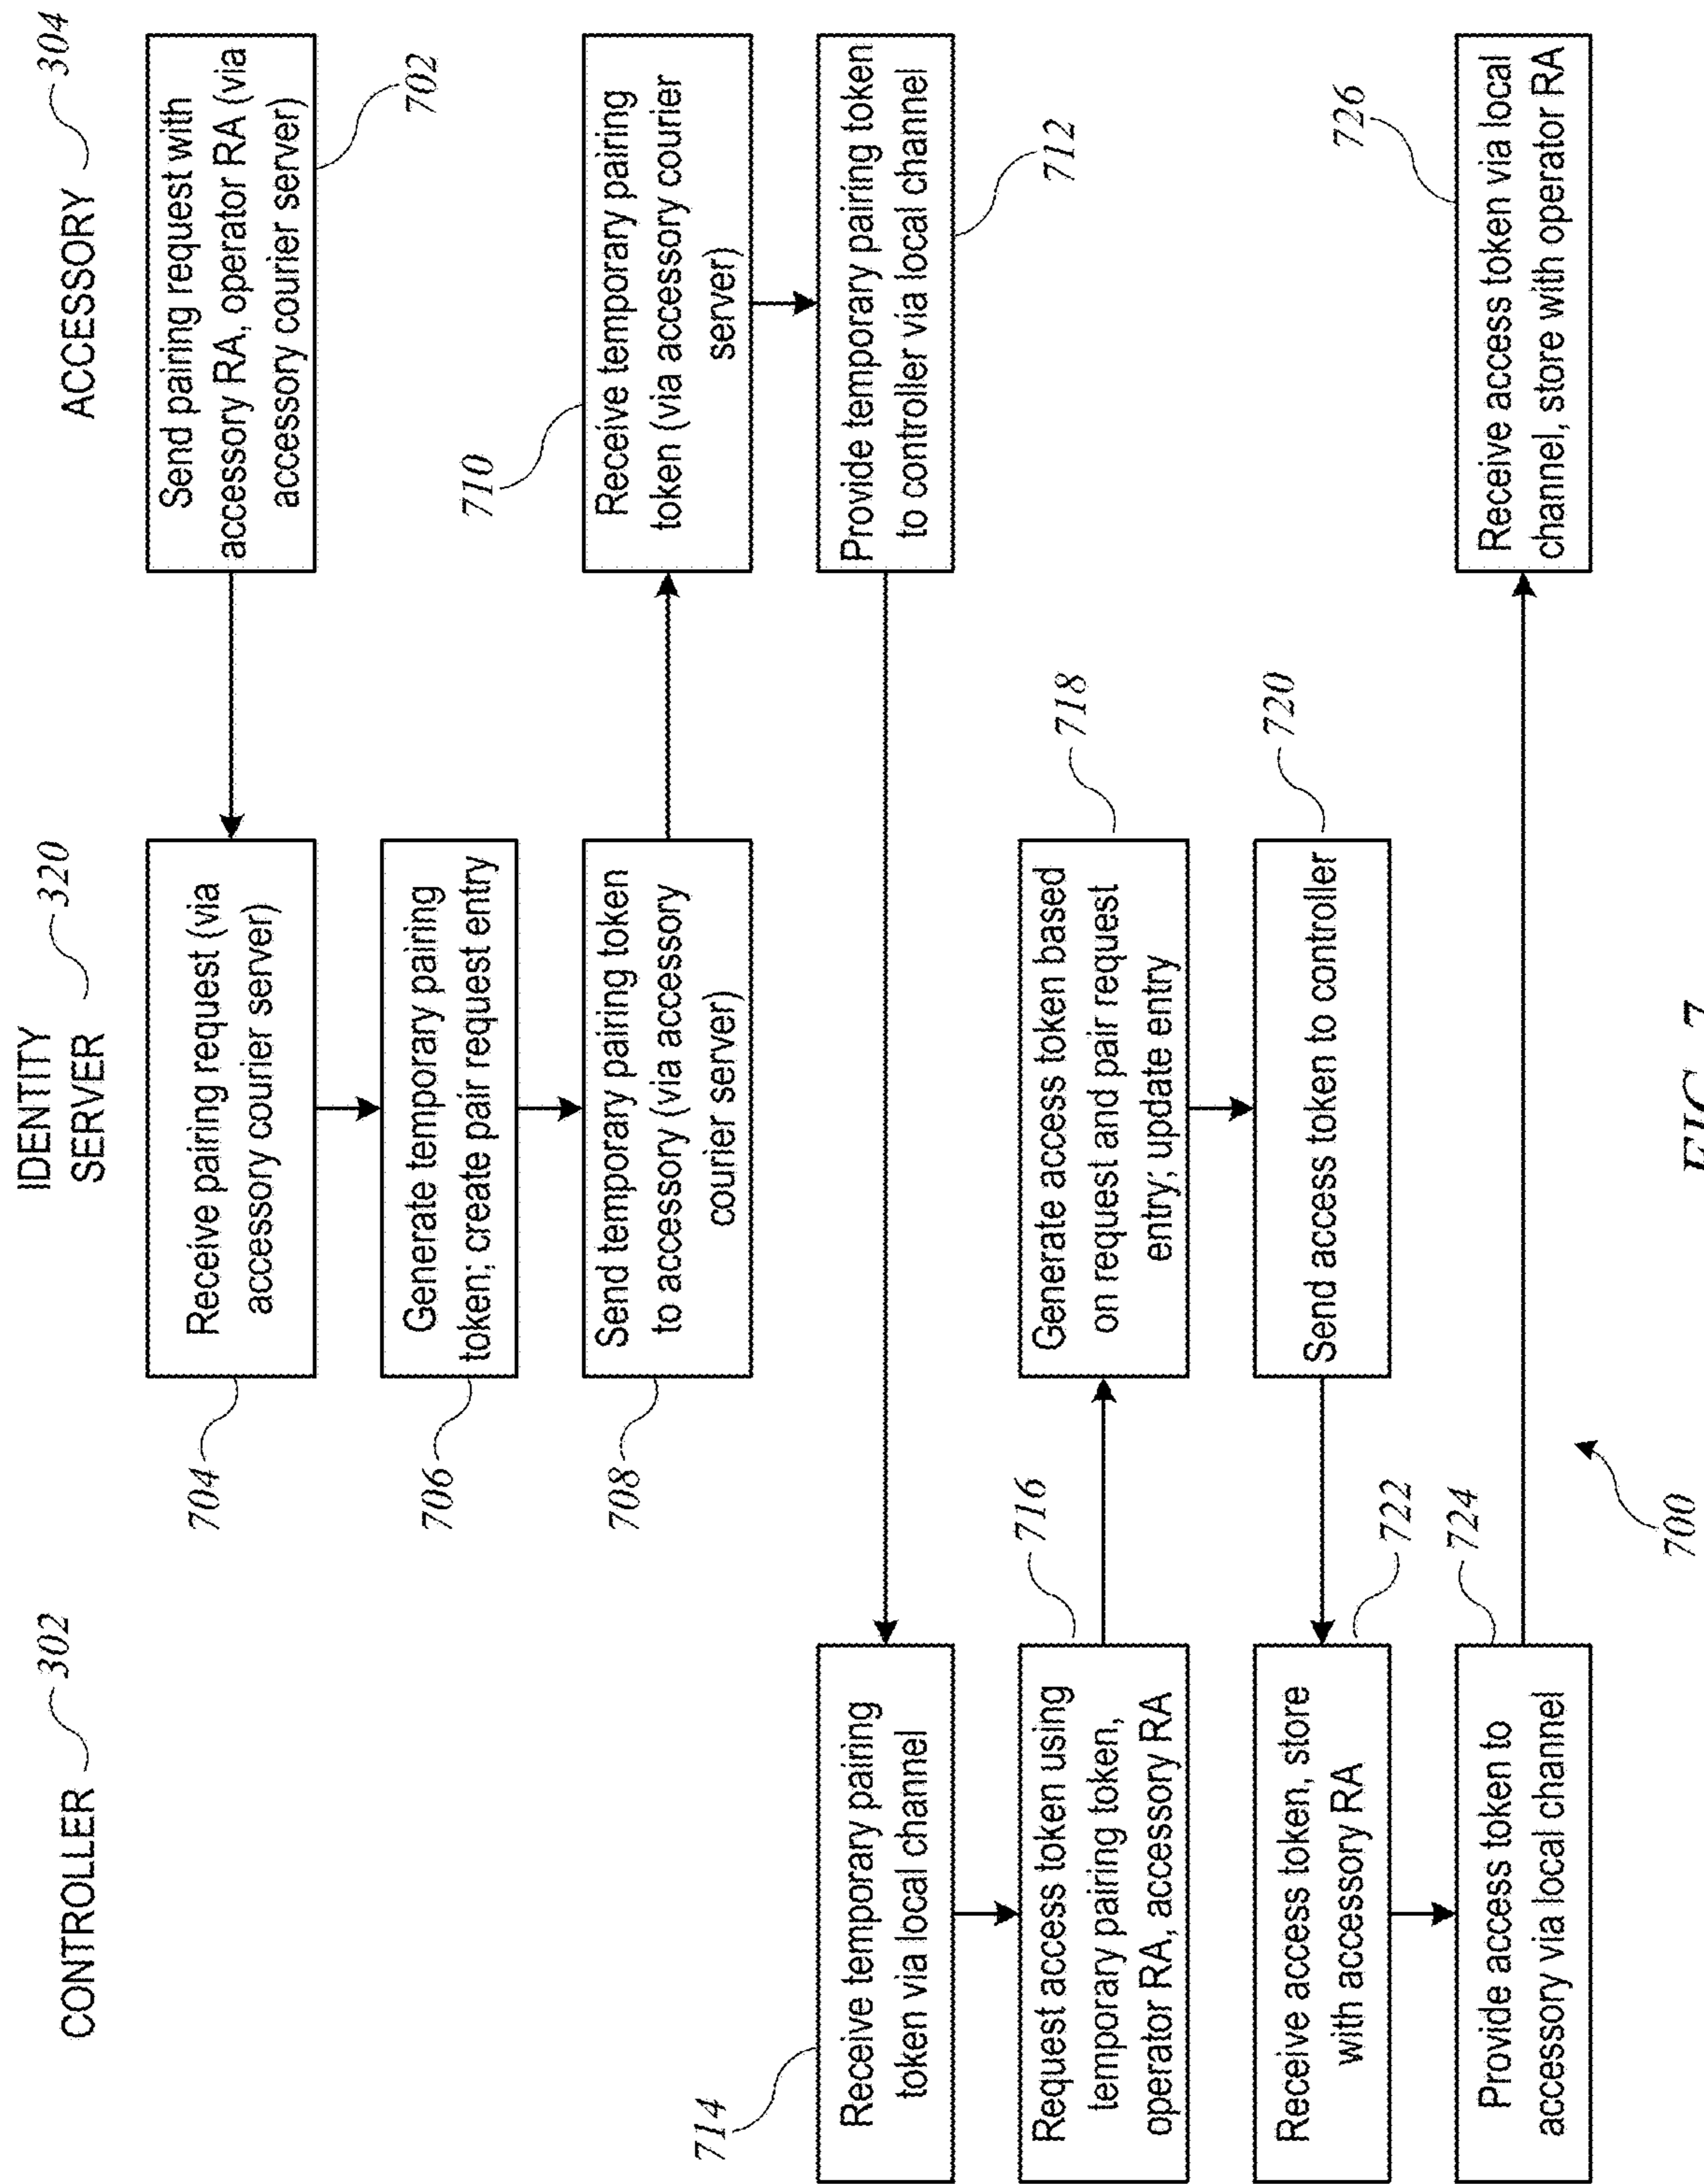 CONTROLLER
302
IDENTITY
SERVER
320
ACCESSORY
304
Send pairing request with
accessory RA, operator RA (via
accessory courier server)
702
Receive pairing request (via
accessory courier server)
704
Generate temporary pairing
token; create pair request entry
706
Send temporary pairing token
to accessory (via accessory
courier server)
708
Receive temporary pairing
token (via accessory courier
server)
710
Provide temporary pairing token
to controller via local channel
712
Receive temporary pairing
token via local channel
714
Request access token using
temporary pairing token,
operator RA, accessory RA
716
Generate access token based
on request and pair request
entry; update entry
718
Send access token to controller
720
Receive access token, store
with accessory RA
722
Provide access token to
accessory via local channel
724
Receive access token via local
channel, store with operator RA
726
700
FIG. 7